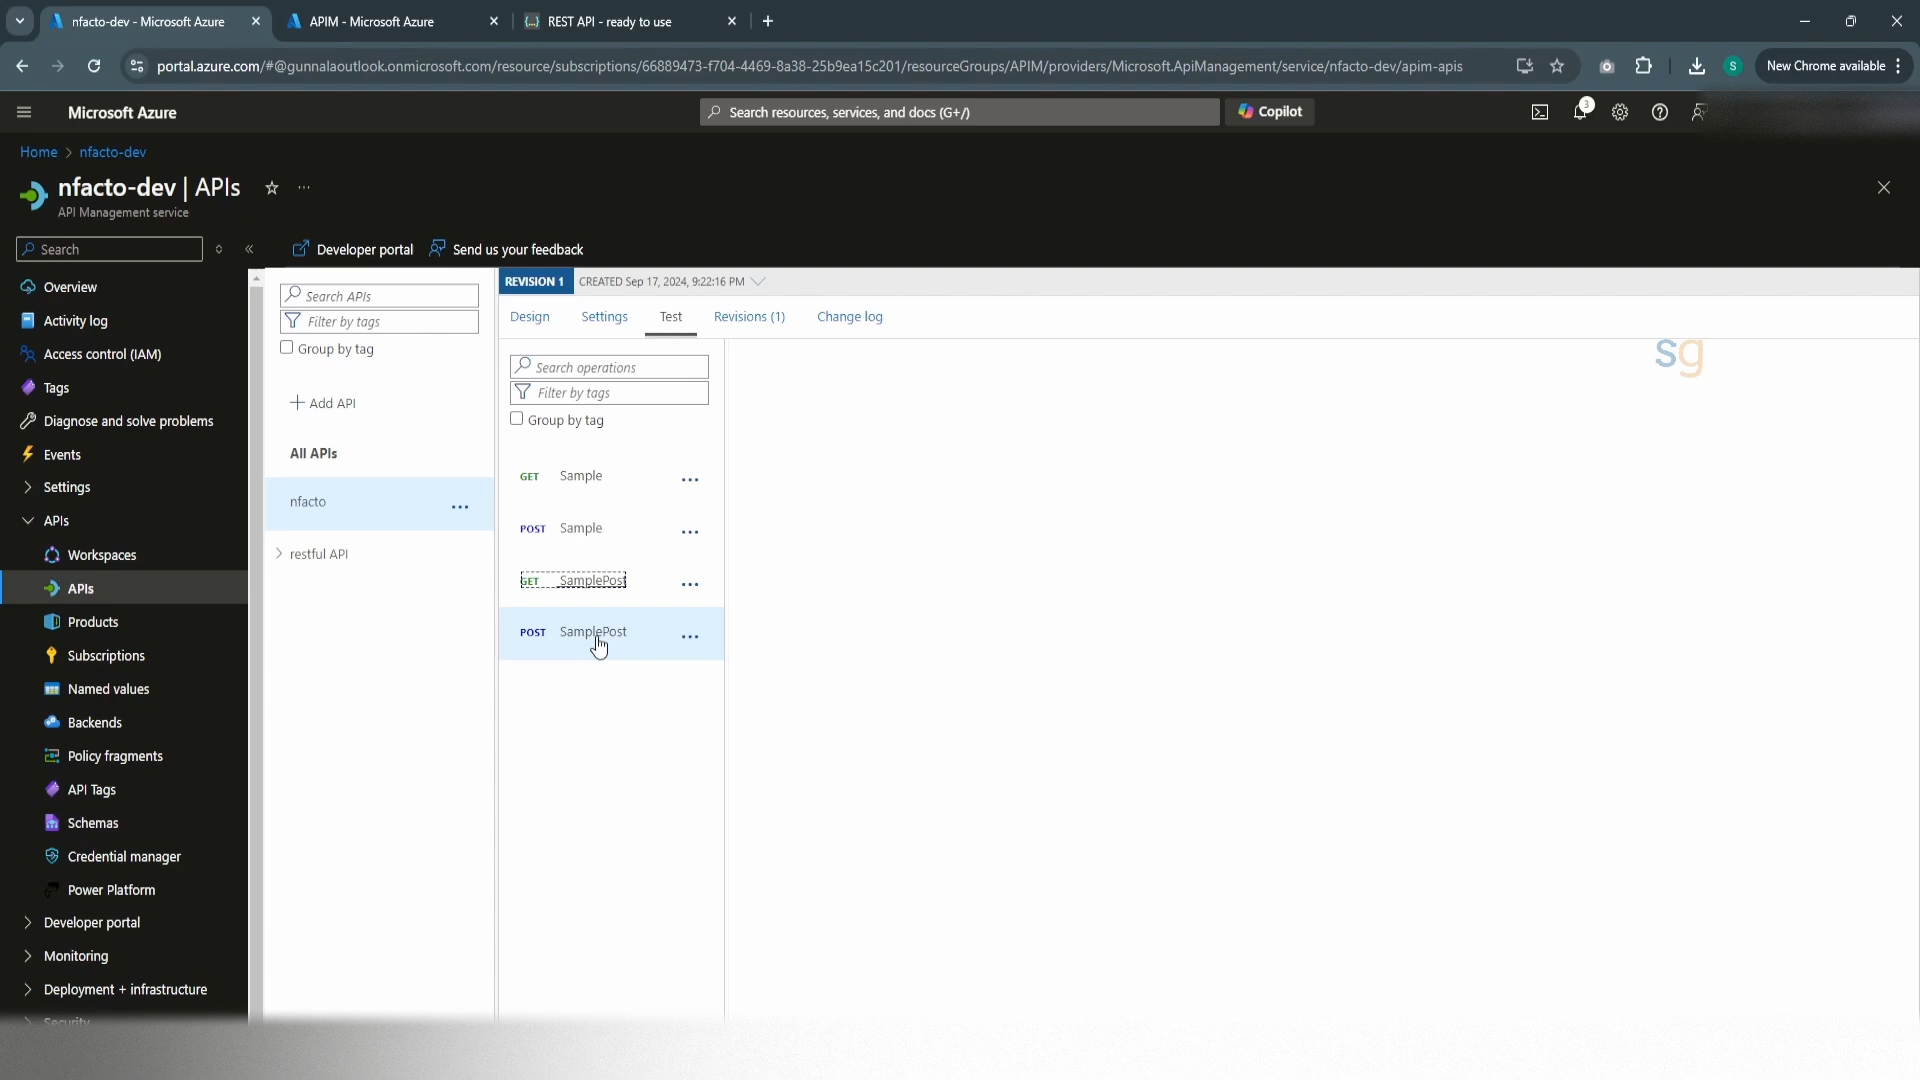 nfacto-dev - Microsoft Azure
APIM - Microsoft Azure
REST API - ready to use
portal.azure.com/#@gunnalaoutlook.onmicrosoft.com/resource/subscriptions/66889473-f704-4469-8a38-25b9ea15c201/resourceGroups/APIM/providers/Microsoft.ApiManagement/service/nfacto-dev/apim-apis
S
New Chrome available
Microsoft Azure
Search resources, services, and docs (G+/)
Copilot
3
Home > nfacto-dev
nfacto-dev | APIs
API Management service
Search
Developer portal
Send us your feedback
Overview
Activity log
Access control (IAM)
Tags
Diagnose and solve problems
Events
Settings
APIs
Workspaces
APIs
Products
Subscriptions
Named values
Backends
Policy fragments
API Tags
Schemas
Credential manager
Power Platform
Developer portal
Monitoring
Deployment + infrastructure
Security
Search APIs
Filter by tags
Group by tag
+ Add API
All APIs
nfacto
restful API
REVISION 1 CREATED Sep 17, 2024, 9:22:16 PM
Design Settings Test Revisions (1) Change log
Search operations
Filter by tags
Group by tag
GET Sample
POST Sample
GET SamplePost
POST SamplePost
sg